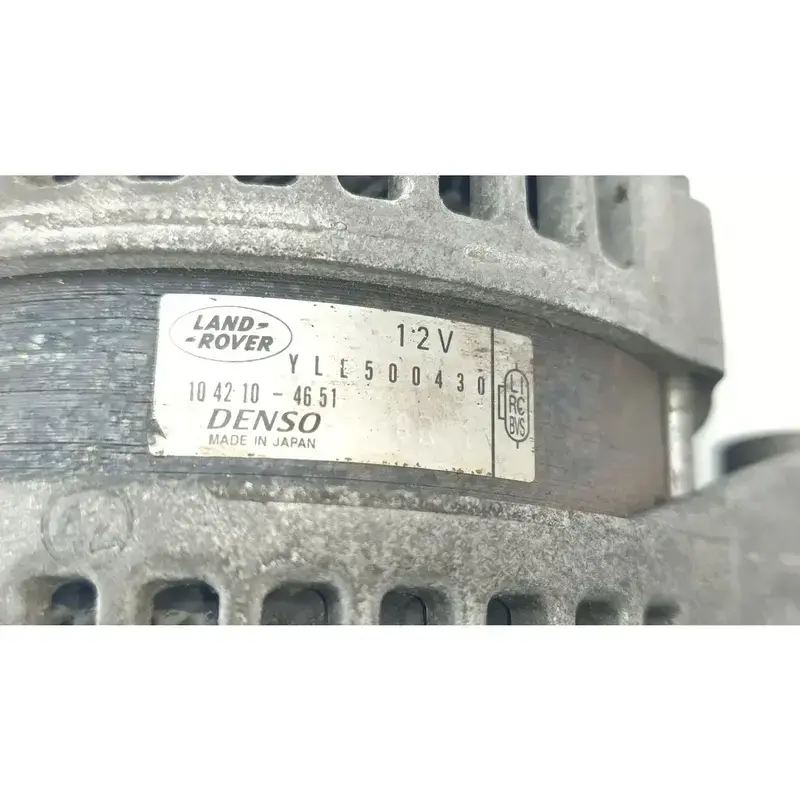 LAND-
-ROVER
12V
YLE500430
104210-4651
DENSO
MADE IN JAPAN
LI
RC
BVS